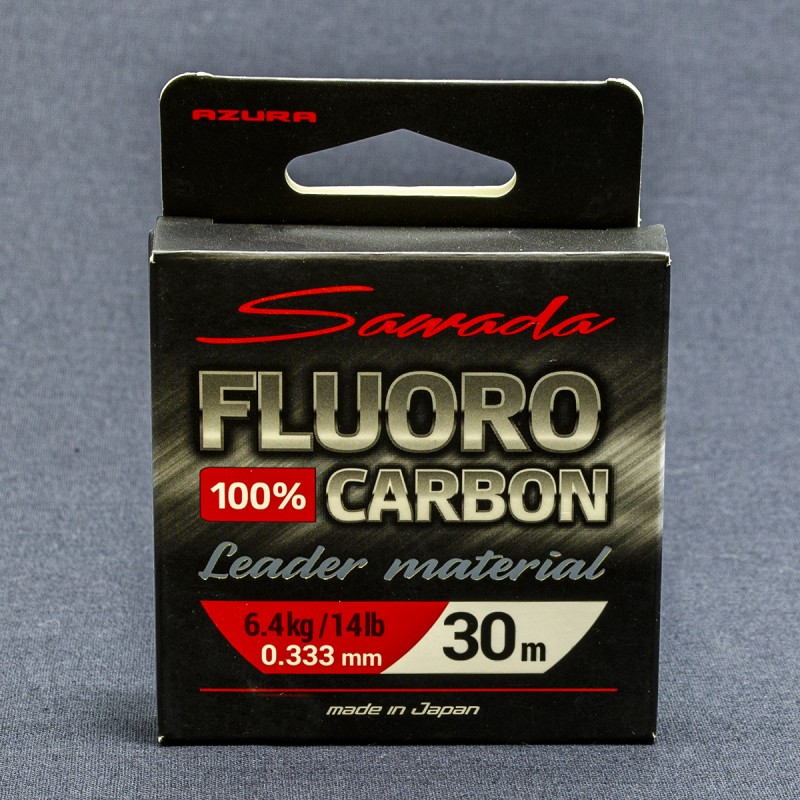 AZURA
Sawada
FLUORO
100% CARBON
Leader material
6.4kg/14lb
0.333 mm
30m
made in Japan